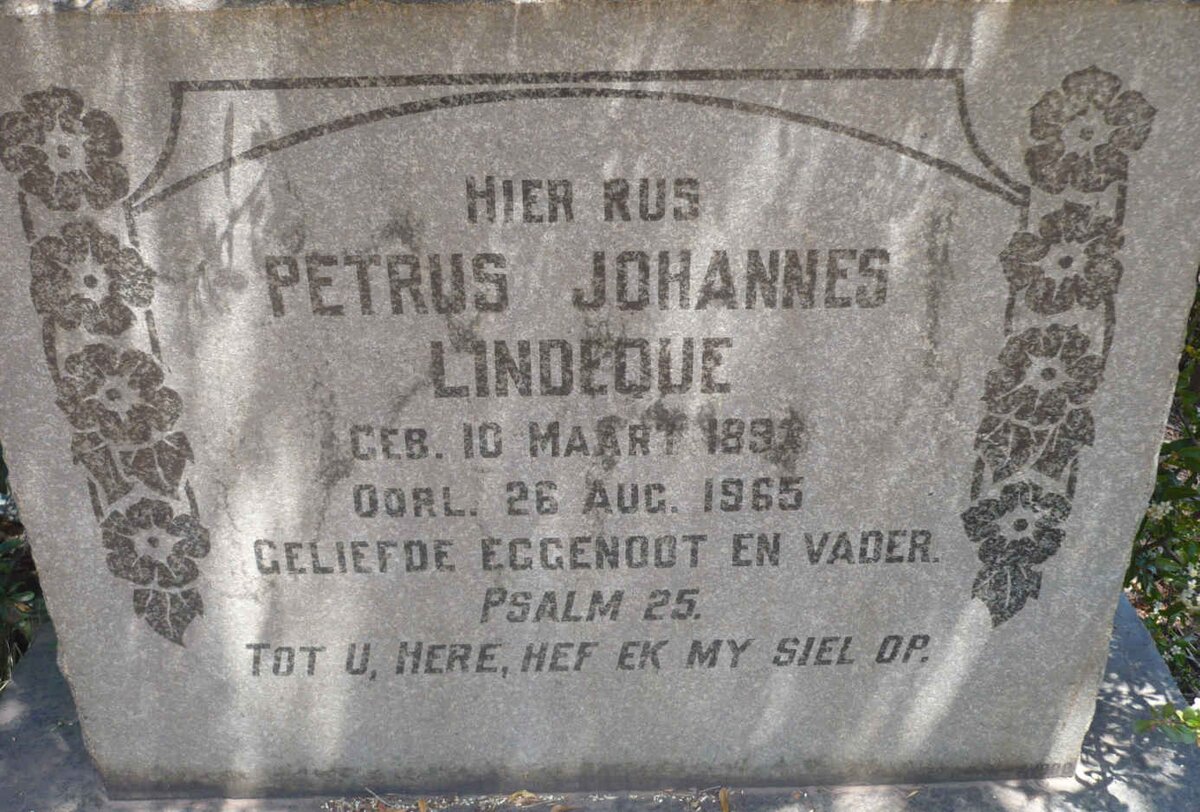 HIER RUS
PETRUS JOHANNES
LINDEQUE
GEB. 10 MAART
OORL. 26 AUG. 1965
GELIEFDE EGGENOOT EN VADER.
PSALM 25.
TOT U, HERE, HEF EK MY SIEL OP.